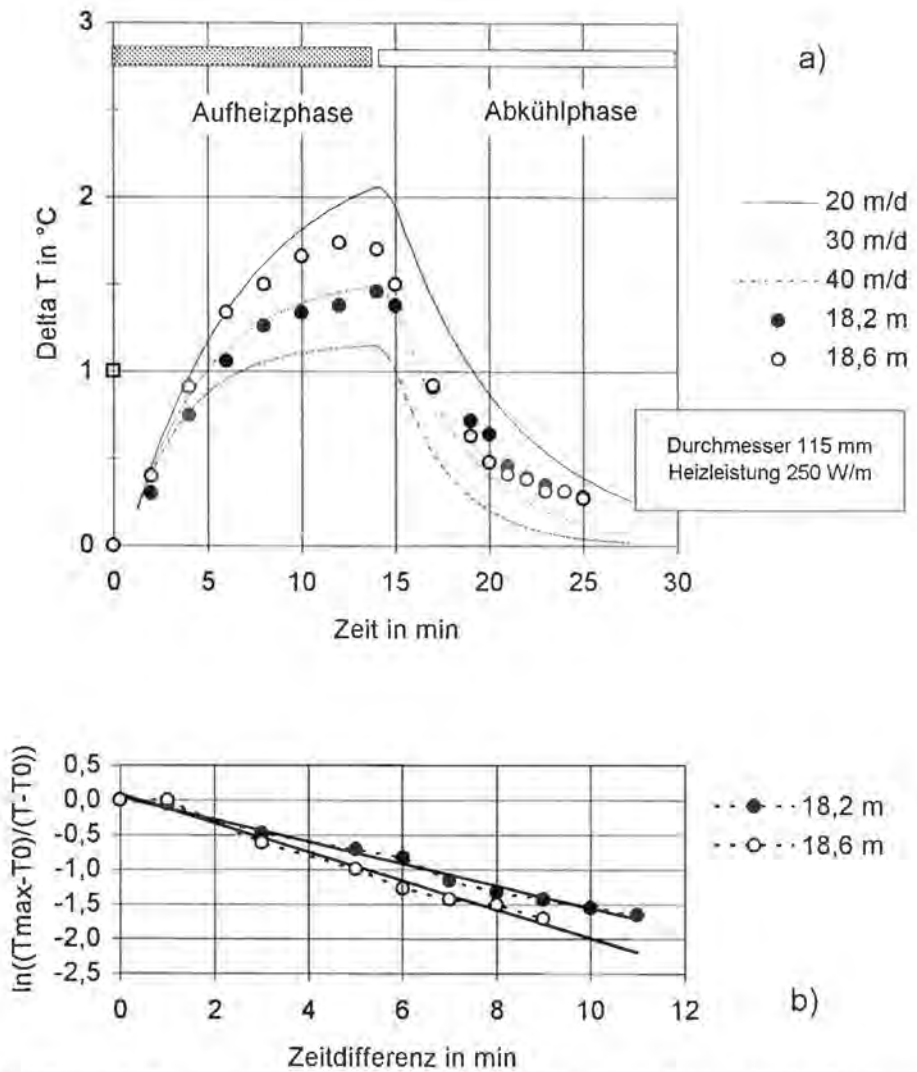 3
a)
Aufheizphase
Abkühlphase
2
20 m/d
30 m/d
40 m/d
18,2 m
18,6 m
Delta T in °C
1
Durchmesser 115 mm
Heizleistung 250 W/m
0
0 5 10 15 20 25 30
Zeit in min
ln((Tmax-T0)/(T-T0))
0,5
0,0
-0,5
-1,0
-1,5
-2,0
-2,5
18,2 m
18,6 m
0 2 4 6 8 10 12
b)
Zeitdifferenz in min